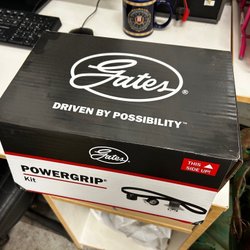 Gates®
DRIVEN BY POSSIBILITY™
Gates
THIS
SIDE UP!
POWERGRIP®
Kit